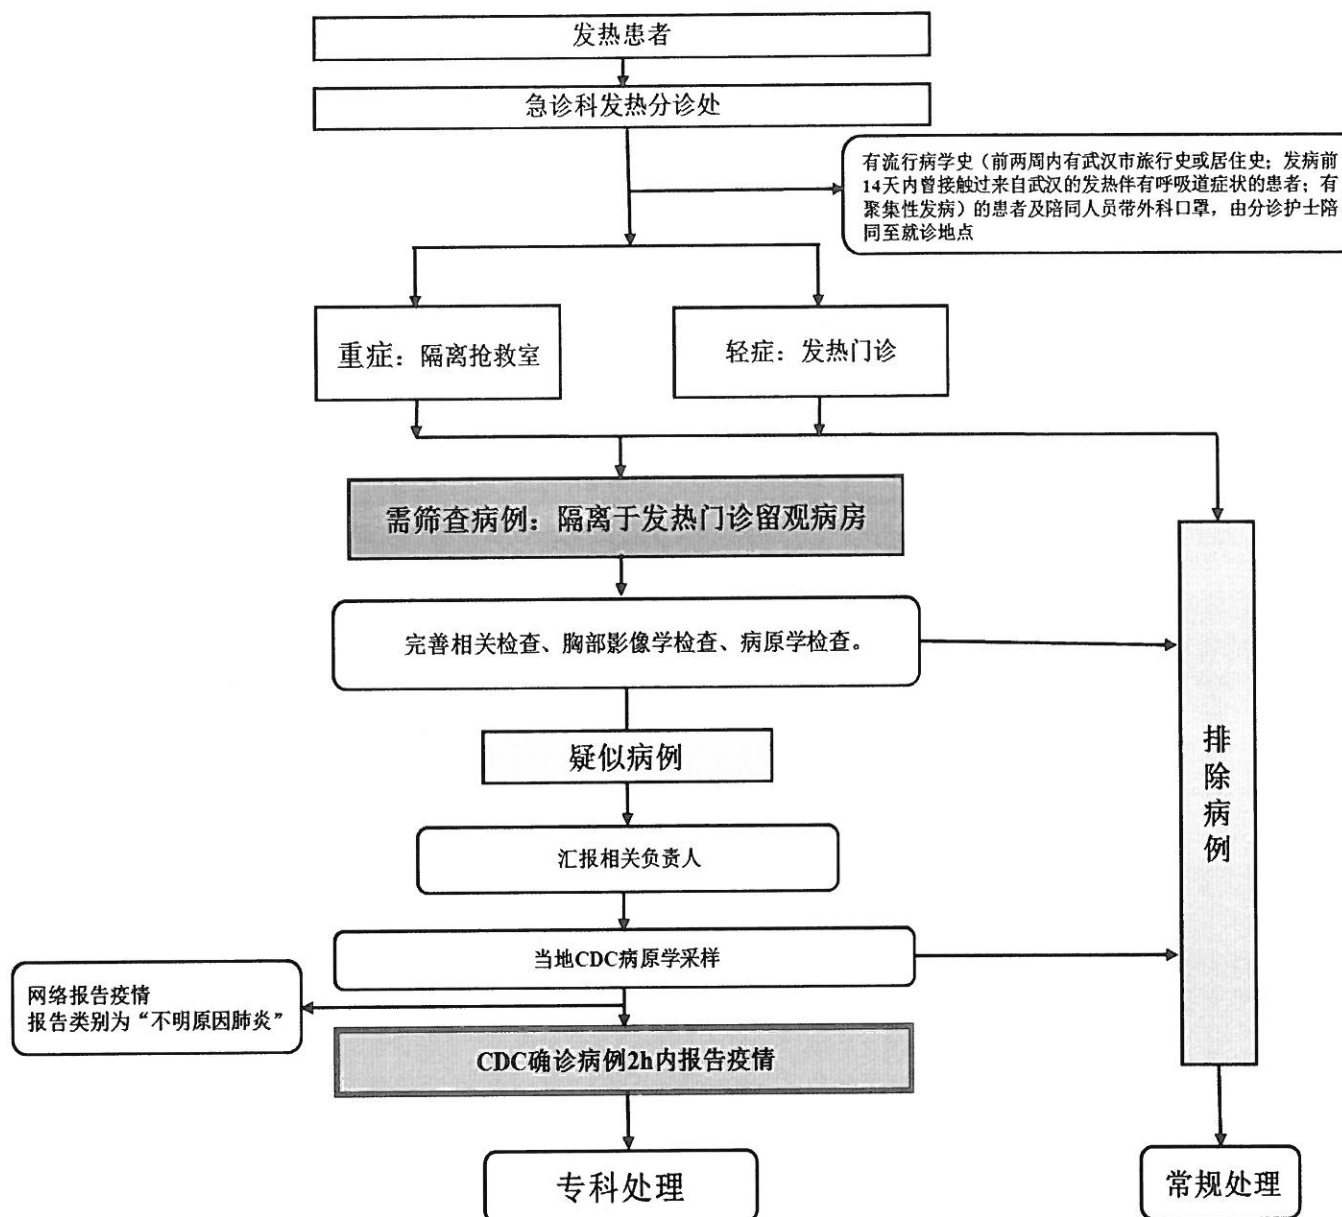 发热患者
急诊科发热分诊处
有流行病学史（前两周内有武汉市旅行史或居住史；发病前
14天内曾接触过来自武汉的发热伴有呼吸道症状的患者；有
聚集性发病）的患者及陪同人员带外科口罩，由分诊护士陪
同至就诊地点
重症：隔离抢救室
轻症：发热门诊
需筛查病例：隔离于发热门诊留观病房
完善相关检查、胸部影像学检查、病原学检查。
疑似病例
汇报相关负责人
当地CDC病原学采样
网络报告疫情
报告类别为“不明原因肺炎”
CDC确诊病例2h内报告疫情
专科处理
排
除
病
例
常规处理